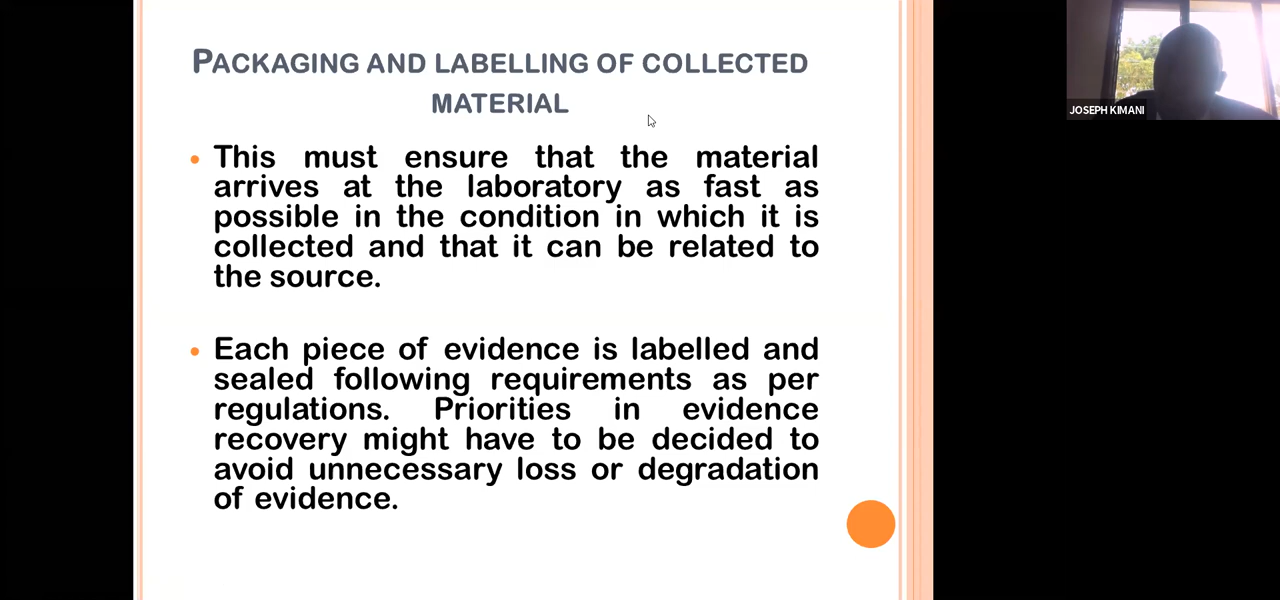 PACKAGING AND LABELLING OF COLLECTED
MATERIAL
JOSEPH KIMANI
• This must ensure that the material
arrives at the laboratory as fast as
possible in the condition in which it is
collected and that it can be related to
the source.
• Each piece of evidence is labelled and
sealed following requirements as per
regulations. Priorities in evidence
recovery might have to be decided to
avoid unnecessary loss or degradation
of evidence.